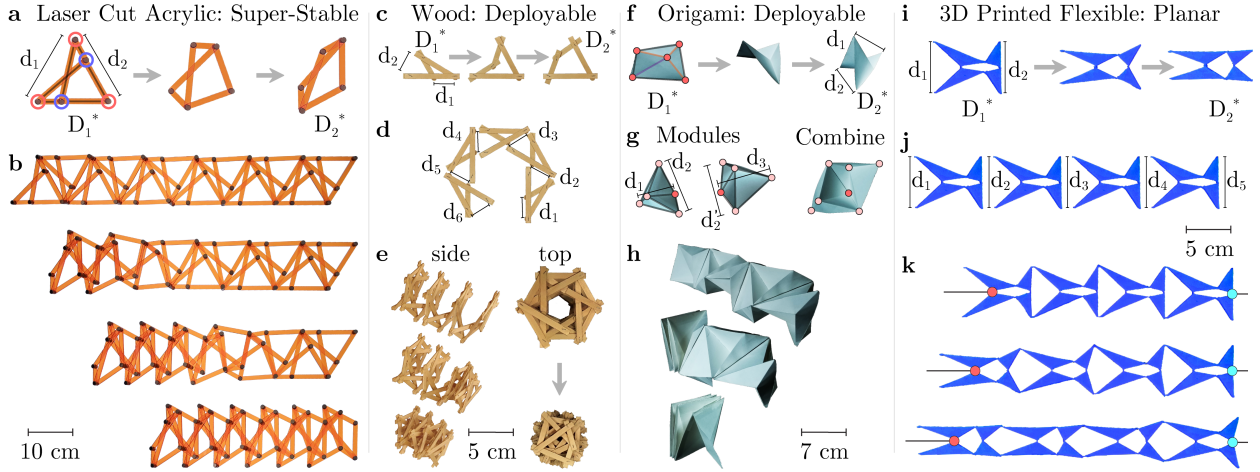 a Laser Cut Acrylic: Super-Stable
d1
d2
D1*
D2*
b
10 cm
c Wood: Deployable
D1*
D2*
d2
d1
d
d4
d3
d5
d2
d6
d1
e side top
5 cm
f Origami: Deployable
d1
d2
D1*
D2*
g Modules Combine
d1
d2
d3
d2'
h
7 cm
i 3D Printed Flexible: Planar
d1
d2
D1*
D2*
j
d1 d2 d3 d4 d5
5 cm
k